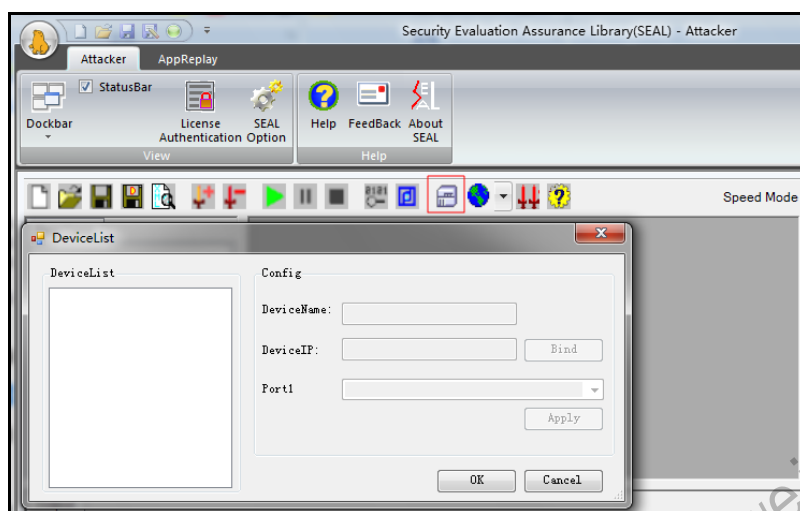 Security Evaluation Assurance Library(SEAL) - Attacker
Attacker AppReplay
StatusBar
Dockbar License Authentication SEAL Option Help FeedBack About SEAL
View Help
Speed Mode
DeviceList
DeviceList Config
DeviceName:
DeviceIP: Bind
Port1
Apply
OK Cancel